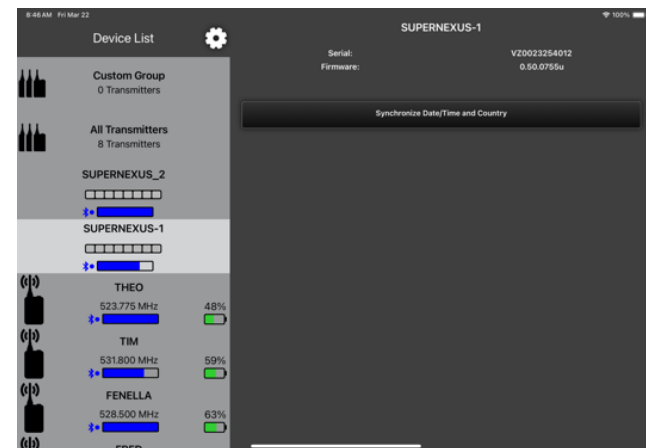 8:46 AM Fri Mar 22
100%
Device List
Custom Group
0 Transmitters
All Transmitters
8 Transmitters
SUPERNEXUS_2
SUPERNEXUS-1
THEO
523.775 MHz 48%
TIM
531.800 MHz 59%
FENELLA
528.500 MHz 63%
FRED
SUPERNEXUS-1
Serial: VZ0023254012
Firmware: 0.50.0755u
Synchronize Date/Time and Country